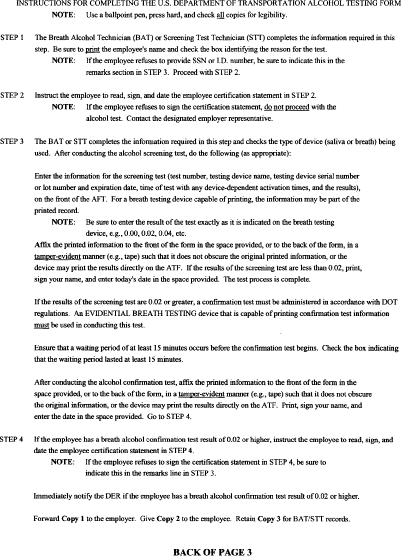 INSTRUCTIONS FOR COMPLETING THE U.S. DEPARTMENT OF TRANSPORTATION ALCOHOL TESTING FORM
NOTE: Use a ballpoint pen, press hard, and check all copies for legibility.
STEP 1 The Breath Alcohol Technician (BAT) or Screening Test Technician (STT) completes the information required in this
step. Be sure to print the employee's name and check the box identifying the reason for the test.
NOTE: If the employee refuses to provide SSN or I.D. number, be sure to indicate this in the
remarks section in STEP 3. Proceed with STEP 2.
STEP 2 Instruct the employee to read, sign, and date the employee certification statement in STEP 2.
NOTE: If the employee refuses to sign the certification statement, do not proceed with the
alcohol test. Contact the designated employer representative.
STEP 3 The BAT or STT completes the information required in this step and checks the type of device (saliva or breath) being
used. After conducting the alcohol screening test, do the following (as appropriate):
Enter the information for the screening test (test number, testing device name, testing device serial number
or lot number and expiration date, time of test with any device-dependent activation times, and the results),
on the front of the AFT. For a breath testing device capable of printing, the information may be part of the
printed record.
NOTE: Be sure to enter the result of the test exactly as it is indicated on the breath testing
device, e.g., 0.00, 0.02, 0.04, etc.
Affix the printed information to the front of the form in the space provided, or to the back of the form, in a
tamper-evident manner (e.g., tape) such that it does not obscure the original printed information, or the
device may print the results directly on the ATF. If the results of the screening test are less than 0.02, print,
sign your name, and enter today's date in the space provided. The test process is complete.
If the results of the screening test are 0.02 or greater, a confirmation test must be administered in accordance with DOT
regulations. An EVIDENTIAL BREATH TESTING device that is capable of printing confirmation test information
must be used in conducting this test.
Ensure that a waiting period of at least 15 minutes occurs before the confirmation test begins. Check the box indicating
that the waiting period lasted at least 15 minutes.
After conducting the alcohol confirmation test, affix the printed information to the front of the form in the
space provided, or to the back of the form, in a tamper-evident manner (e.g., tape) such that it does not obscure
the original information, or the device may print the results directly on the ATF. Print, sign your name, and
enter the date in the space provided. Go to STEP 4.
STEP 4 If the employee has a breath alcohol confirmation test result of 0.02 or higher, instruct the employee to read, sign, and
date the employee certification statement in STEP 4.
NOTE: If the employee refuses to sign the certification statement in STEP 4, be sure to
indicate this in the remarks line in STEP 3.
Immediately notify the DER if the employee has a breath alcohol confirmation test result of 0.02 or higher.
Forward Copy 1 to the employer. Give Copy 2 to the employee. Retain Copy 3 for BAT/STT records.
BACK OF PAGE 3